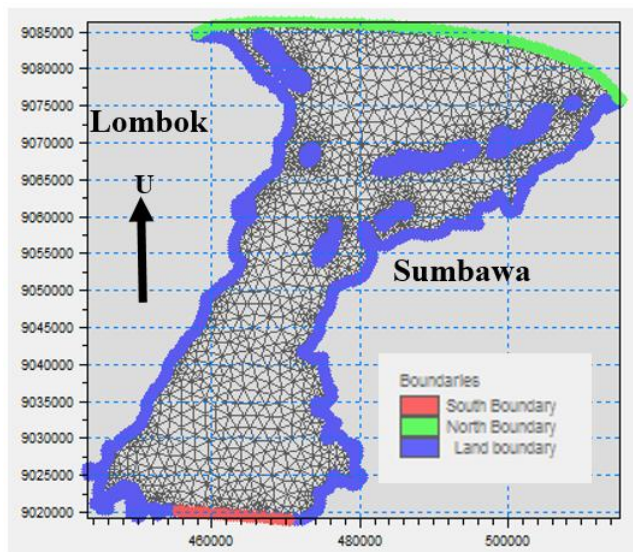 9085000
9080000
9075000
9070000
Lombok
9065000
U
9060000
9055000
Sumbawa
9050000
9045000
9040000
Boundaries
9035000
South Boundary
North Boundary
9030000
Land boundary
9025000
9020000
460000 480000 500000